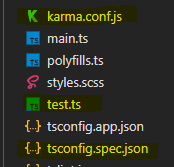 karma.conf.js
main.ts
polyfills.ts
styles.scss
test.ts
tsconfig.app.json
tsconfig.spec.json